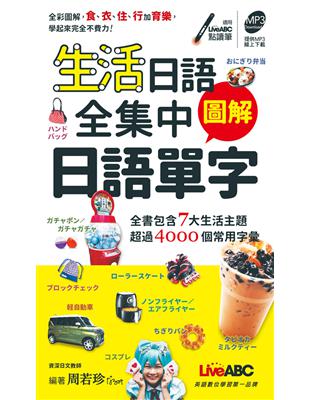 全彩圖解，食、衣、住、行加育樂，
學起來完全不費力！
適用
LiveABC
點讀筆
MP3
提供MP3
線上下載
生活日語
おにぎり弁当
全集中
圖解
ハンド
バッグ
日語單字
ガチャポン／
ガチャガチャ
全書包含7大生活主題
超過4000個常用字彙
ローラースケート
ブロックチェック
ノンフライヤー／
エアフライヤー
軽自動車
ちぎりパン
タピオカ
ミルクティー
コスプレ
資深日文教師
編著 周若珍
LiveABC
英語數位學習第一品牌